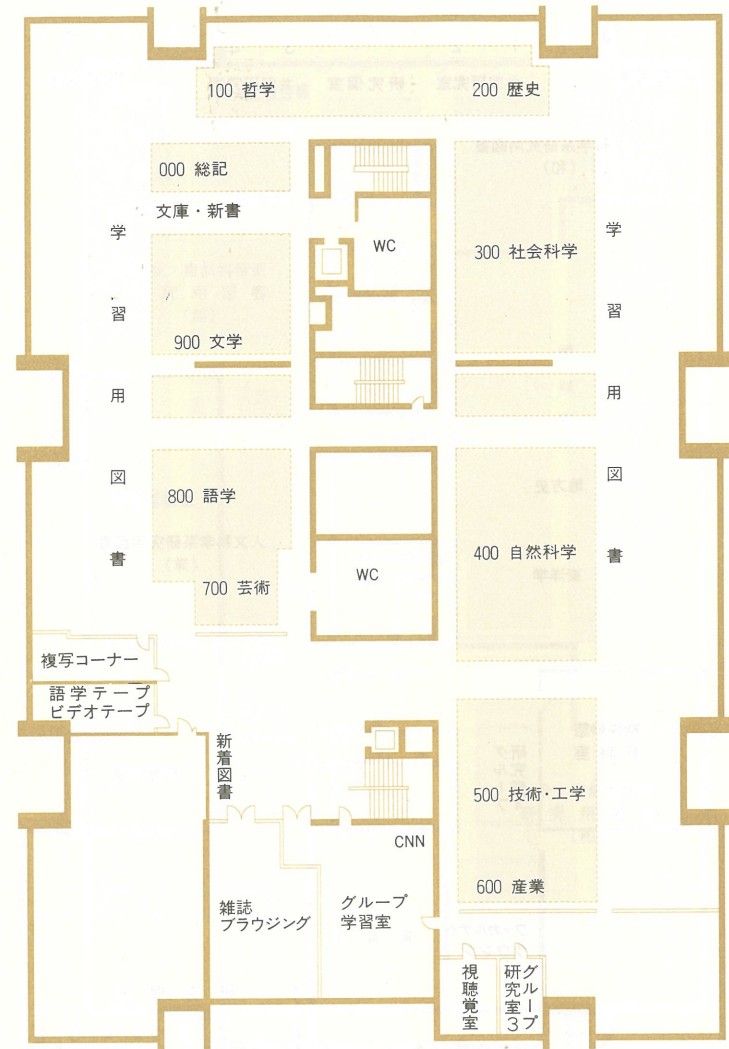 100 哲学
200 歴史
000 総記
文庫・新書
学習用図書
WC
300 社会科学
学習用図書
900 文学
800 語学
700 芸術
WC
400 自然科学
複写コーナー
語学テープ
ビデオテープ
新着図書
500 技術・工学
CNN
600 産業
雑誌
ブラウジング
グループ
学習室
視聴覚室
グループ
研究室3